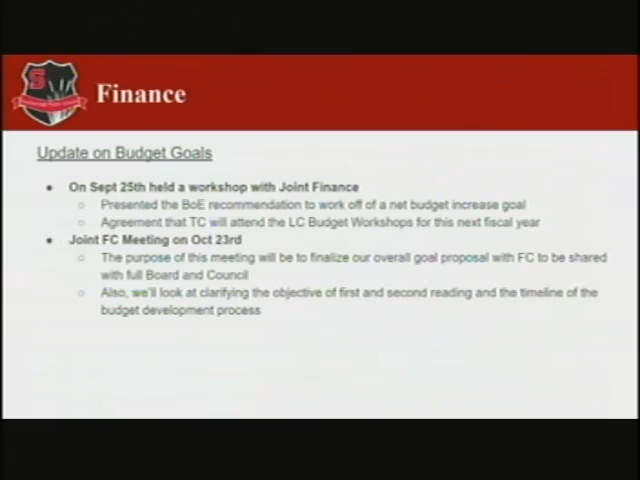 S
Finance
Update on Budget Goals
On Sept 25th held a workshop with Joint Finance
Presented the BoE recommendation to work off of a net budget increase goal
Agreement that TC will attend the LC Budget Workshops for this next fiscal year
Joint FC Meeting on Oct 23rd
The purpose of this meeting will be to finalize our overall goal proposal with FC to be shared
with full Board and Council
Also, we'll look at clarifying the objective of first and second reading and the timeline of the
budget development process